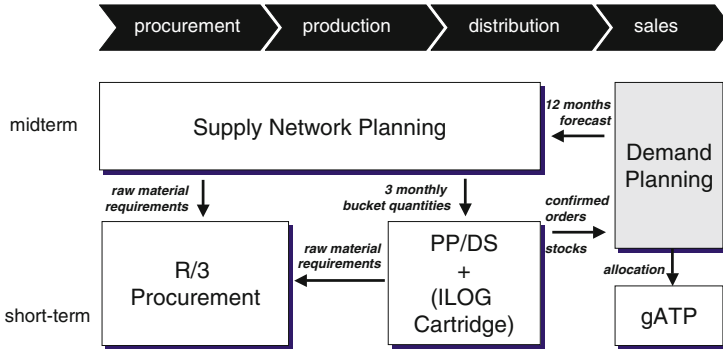 procurement
production
distribution
sales
midterm
Supply Network Planning
12 months
forecast
Demand
Planning
raw material
requirements
3 monthly
bucket quantities
confirmed
orders
stocks
R/3
Procurement
raw material
requirements
PP/DS
+
(ILOG
Cartridge)
allocation
short-term
gATP